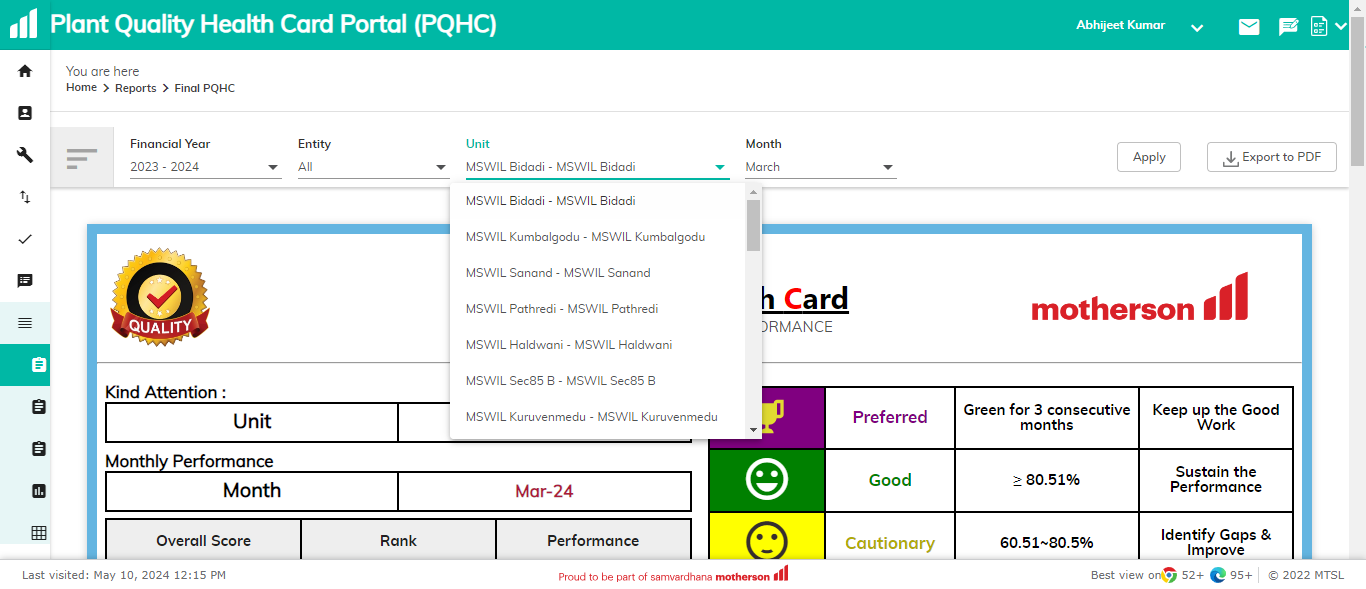 Plant Quality Health Card Portal (PQHC)
Abhijeet Kumar
You are here
Home > Reports > Final PQHC
Financial Year
2023 - 2024
Entity
All
Unit
MSWIL Bidadi - MSWIL Bidadi
Month
March
Apply
Export to PDF
MSWIL Bidadi - MSWIL Bidadi
MSWIL Kumbalgodu - MSWIL Kumbalgodu
MSWIL Sanand - MSWIL Sanand
MSWIL Pathredi - MSWIL Pathredi
MSWIL Haldwani - MSWIL Haldwani
MSWIL Sec85 B - MSWIL Sec85 B
MSWIL Kuruvenmedu - MSWIL Kuruvenmedu
QUALITY
h Card
ORMANCE
motherson
Kind Attention :
Unit
Monthly Performance
Month
Mar-24
Overall Score
Rank
Performance
Preferred
Green for 3 consecutive
months
Keep up the Good
Work
Good
≥ 80.51%
Sustain the
Performance
Cautionary
60.51~80.5%
Identify Gaps &
Improve
Last visited: May 10, 2024 12:15 PM
Proud to be part of samvardhana motherson
Best view on 52+ 95+
© 2022 MTSL